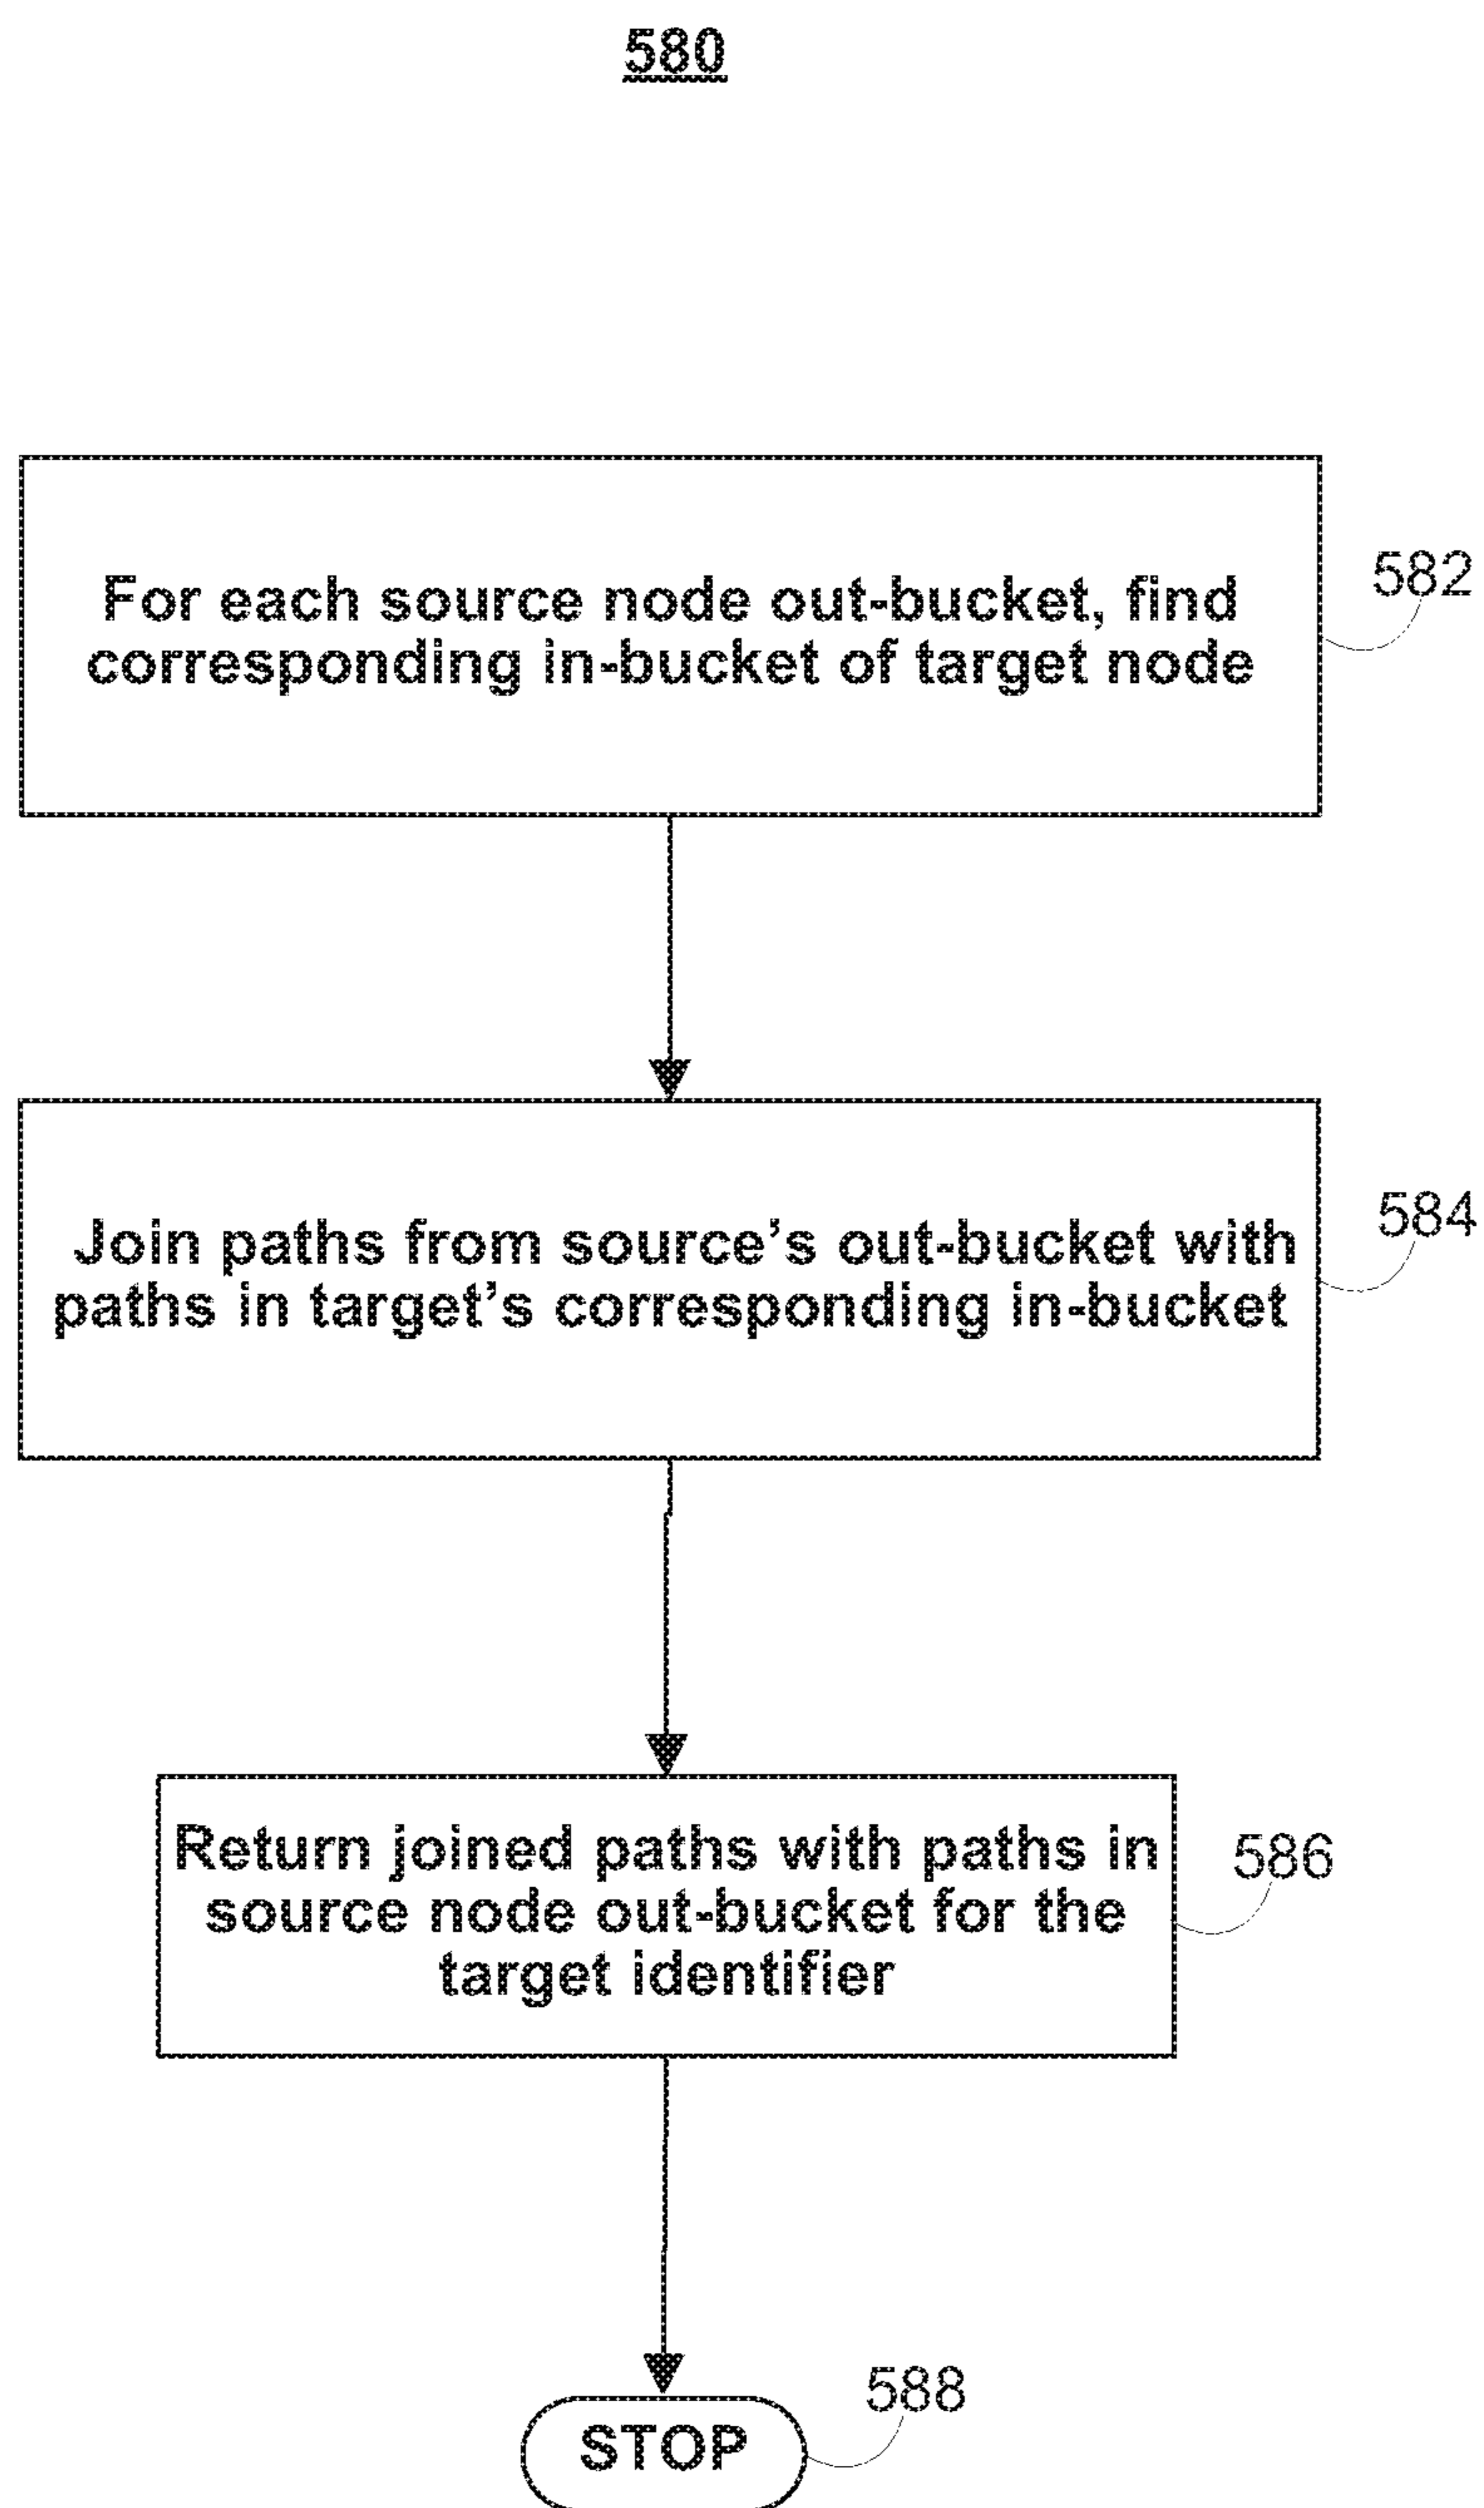 580
For each source node out-bucket, find
corresponding in-bucket of target node
582
Join paths from source’s out-bucket with
paths in target’s corresponding in-bucket
584
Return joined paths with paths in
source node out-bucket for the
target identifier
586
STOP
588